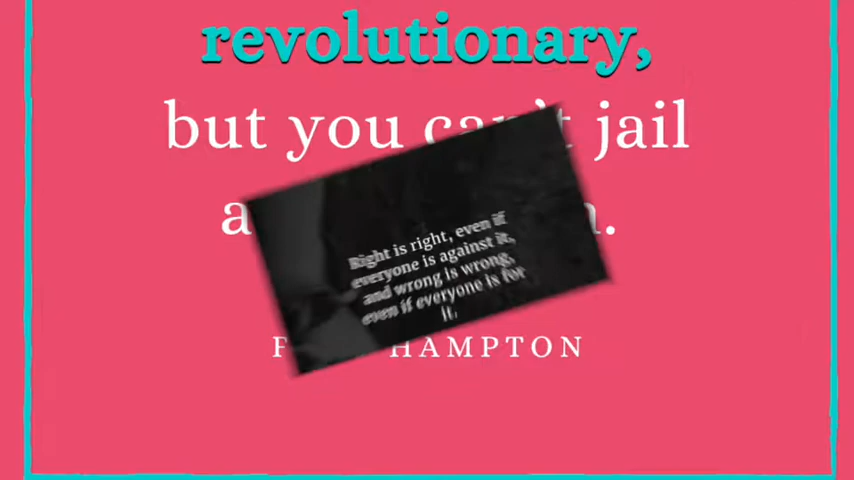 revolutionary,
but you can't jail
Right is right, even if
everyone is against it,
and wrong is wrong,
even if everyone is for
it.
HAMPTON